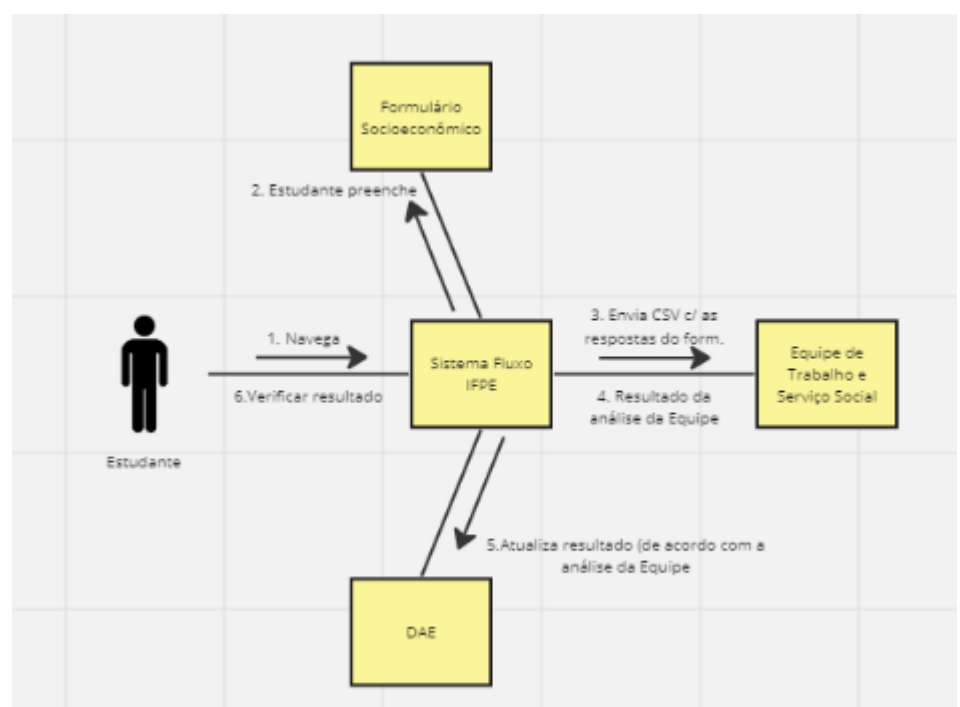 Formulário
Socioeconômico
2. Estudante preenche
1. Navega
6.Verificar resultado
Estudante
Sistema Fluxo
IFPE
3. Envia CSV c/ as
respostas do form.
4. Resultado da
análise da Equipe
Equipe de
Trabalho e
Serviço Social
5.Atualiza resultado (de acordo com a
análise da Equipe
DAE